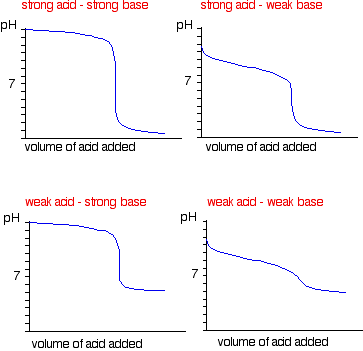 strong acid - strong base
pH
7
volume of acid added
strong acid - weak base
pH
7
volume of acid added
weak acid - strong base
pH
7
volume of acid added
weak acid - weak base
pH
7
volume of acid added